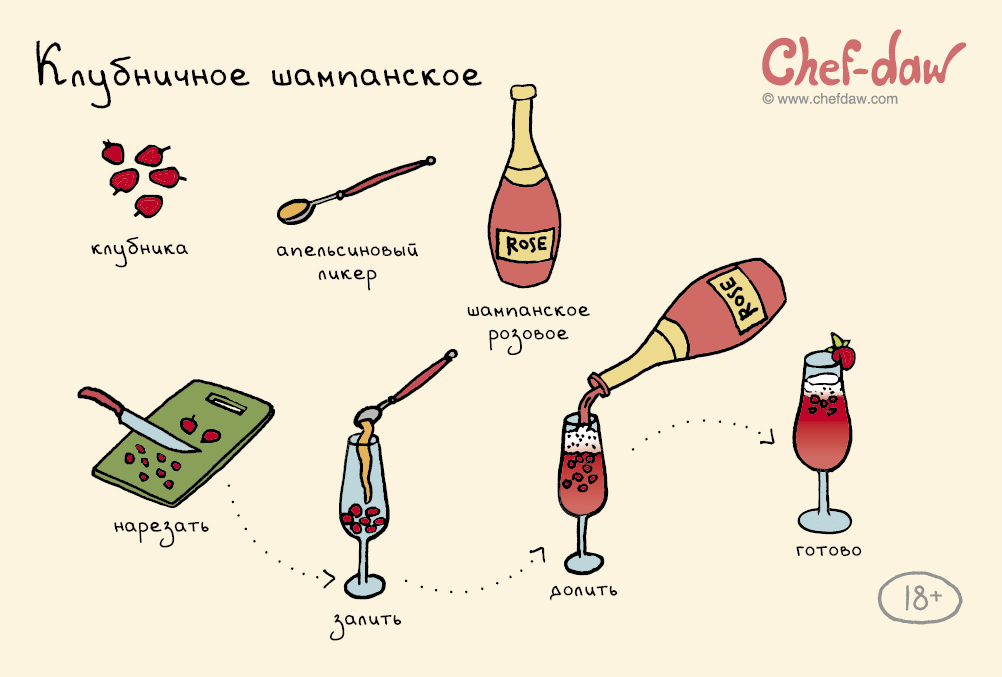 Клубничное шампанское
Chef-daw
© www.chefdaw.com
клубника
апельсиновый
ликер
ROSE
шампанское
розовое
ROSE
нарезать
залить
долить
готово
18+